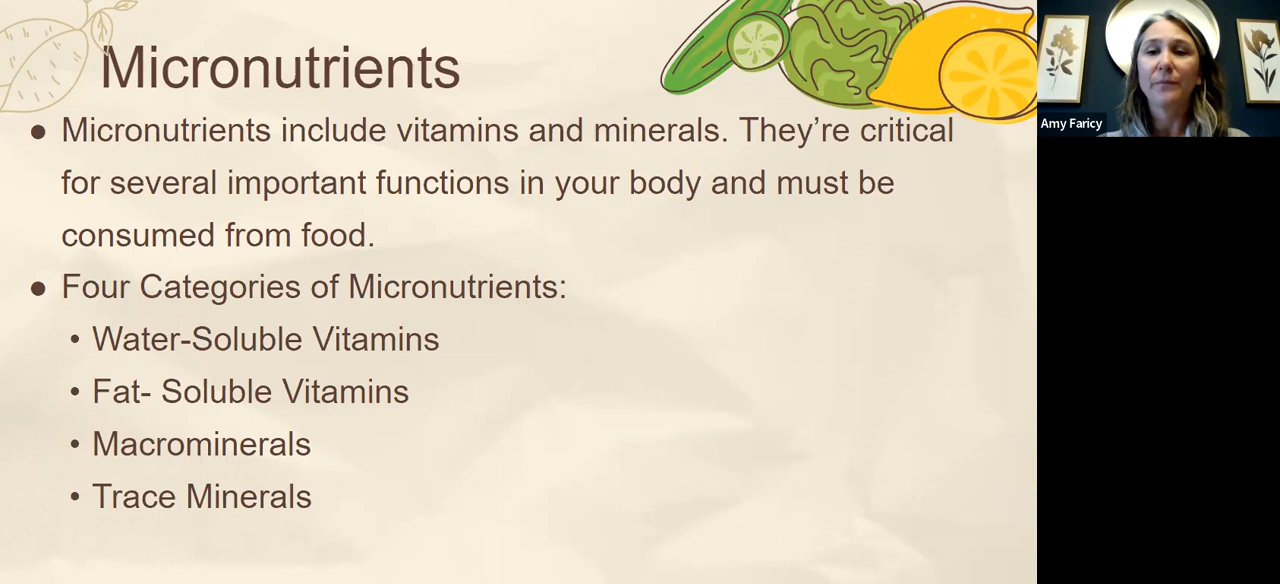 Micronutrients
● Micronutrients include vitamins and minerals. They’re critical
for several important functions in your body and must be
consumed from food.
● Four Categories of Micronutrients:
• Water-Soluble Vitamins
• Fat- Soluble Vitamins
• Macrominerals
• Trace Minerals
Amy Faricy